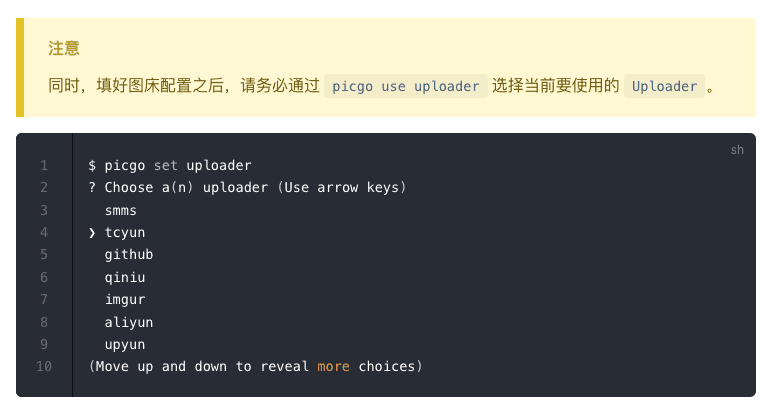 注意
同时，填好图床配置之后，请务必通过 picgo use uploader 选择当前要使用的 Uploader 。
sh
1 $ picgo set uploader
2 ? Choose a(n) uploader (Use arrow keys)
3   smms
4 ❯ tcyun
5   github
6   qiniu
7   imgur
8   aliyun
9   upyun
10 (Move up and down to reveal more choices)